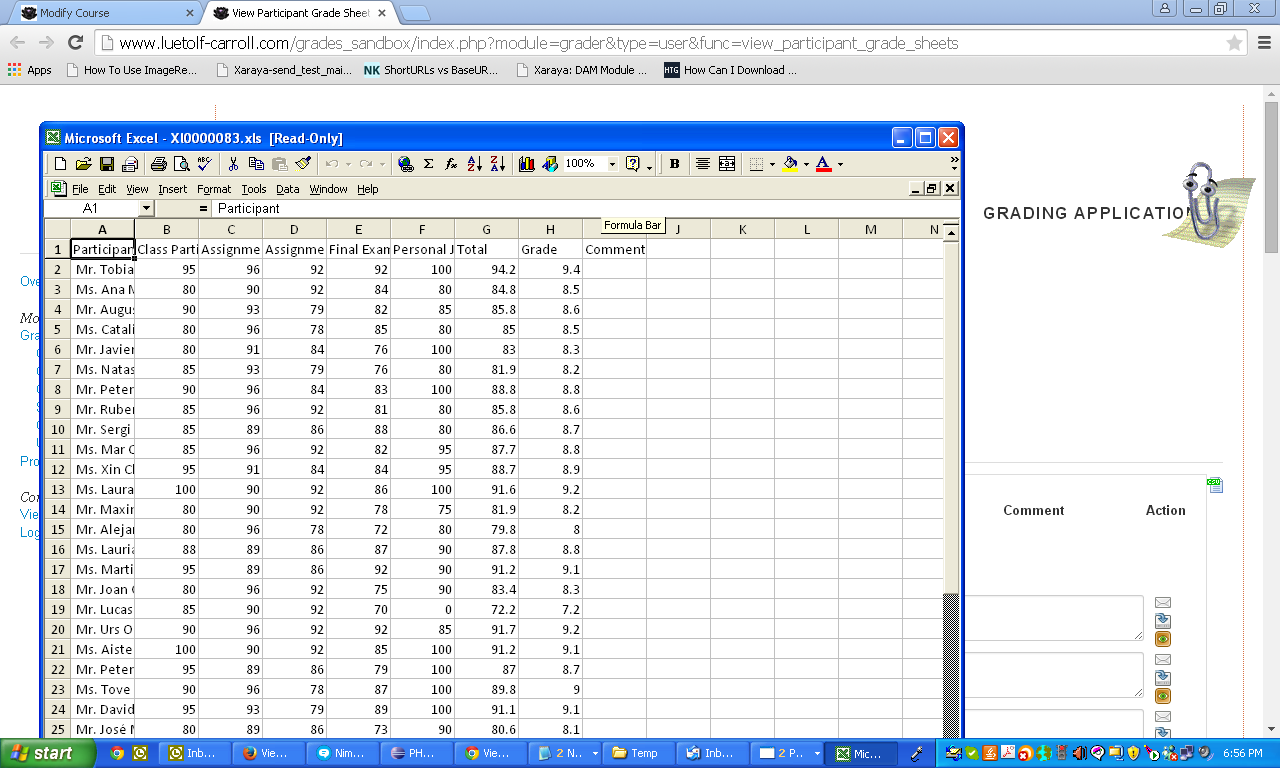 Modify Course
View Participant Grade Sheet
www.luetolf-carroll.com/grades_sandbox/index.php?module=grader&type=user&func=view_participant_grade_sheets
Apps How To Use ImageRe... Xaraya-send_test_mai... NK ShortURLs vs BaseUR... Xaraya: DAM Module ... HTG How Can I Download ...
Microsoft Excel - XI0000083.xls [Read-Only]
100%
File Edit View Insert Format Tools Data Window Help
A1 = Participant
Formula Bar
GRADING APPLICATIO
A B C D E F G H J K L M N
1 Participan Class Parti Assignme Assignme Final Exam Personal J Total Grade Comment
2 Mr. Tobia 95 96 92 92 100 94.2 9.4
3 Ms. Ana M 80 90 92 84 80 84.8 8.5
4 Mr. Augus 90 93 79 82 85 85.8 8.6
5 Ms. Catali 80 96 78 85 80 85 8.5
6 Mr. Javier 80 91 84 76 100 83 8.3
7 Ms. Natas 85 93 79 76 80 81.9 8.2
8 Mr. Peter 90 96 84 83 100 88.8 8.8
9 Mr. Ruber 85 96 92 81 80 85.8 8.6
10 Mr. Sergi 85 89 86 88 80 86.6 8.7
11 Ms. Mar C 85 96 92 82 95 87.7 8.8
12 Ms. Xin Cl 95 91 84 84 95 88.7 8.9
13 Ms. Laura 100 90 92 86 100 91.6 9.2
14 Mr. Maxin 80 90 92 78 75 81.9 8.2
15 Mr. Alejar 80 96 78 72 80 79.8 8
16 Ms. Lauria 88 89 86 87 90 87.8 8.8
17 Ms. Marti 95 89 86 92 90 91.2 9.1
18 Mr. Joan C 80 96 92 75 90 83.4 8.3
19 Mr. Lucas 85 90 92 70 0 72.2 7.2
20 Mr. Urs O 90 96 92 92 85 91.7 9.2
21 Ms. Aiste 100 90 92 85 100 91.2 9.1
22 Mr. Peter 95 89 86 79 100 87 8.7
23 Ms. Tove 90 96 78 87 100 89.8 9
24 Mr. David 95 93 79 89 100 91.1 9.1
25 Mr. José M 80 89 86 73 90 80.6 8.1
Ove
Mo
Gra
Pro
Cor
Vie
Log
Comment Action
start Inb... Vie... Nim... PH... Vie... 2 N... Temp Inb... 2 P... Mic... 6:56 PM